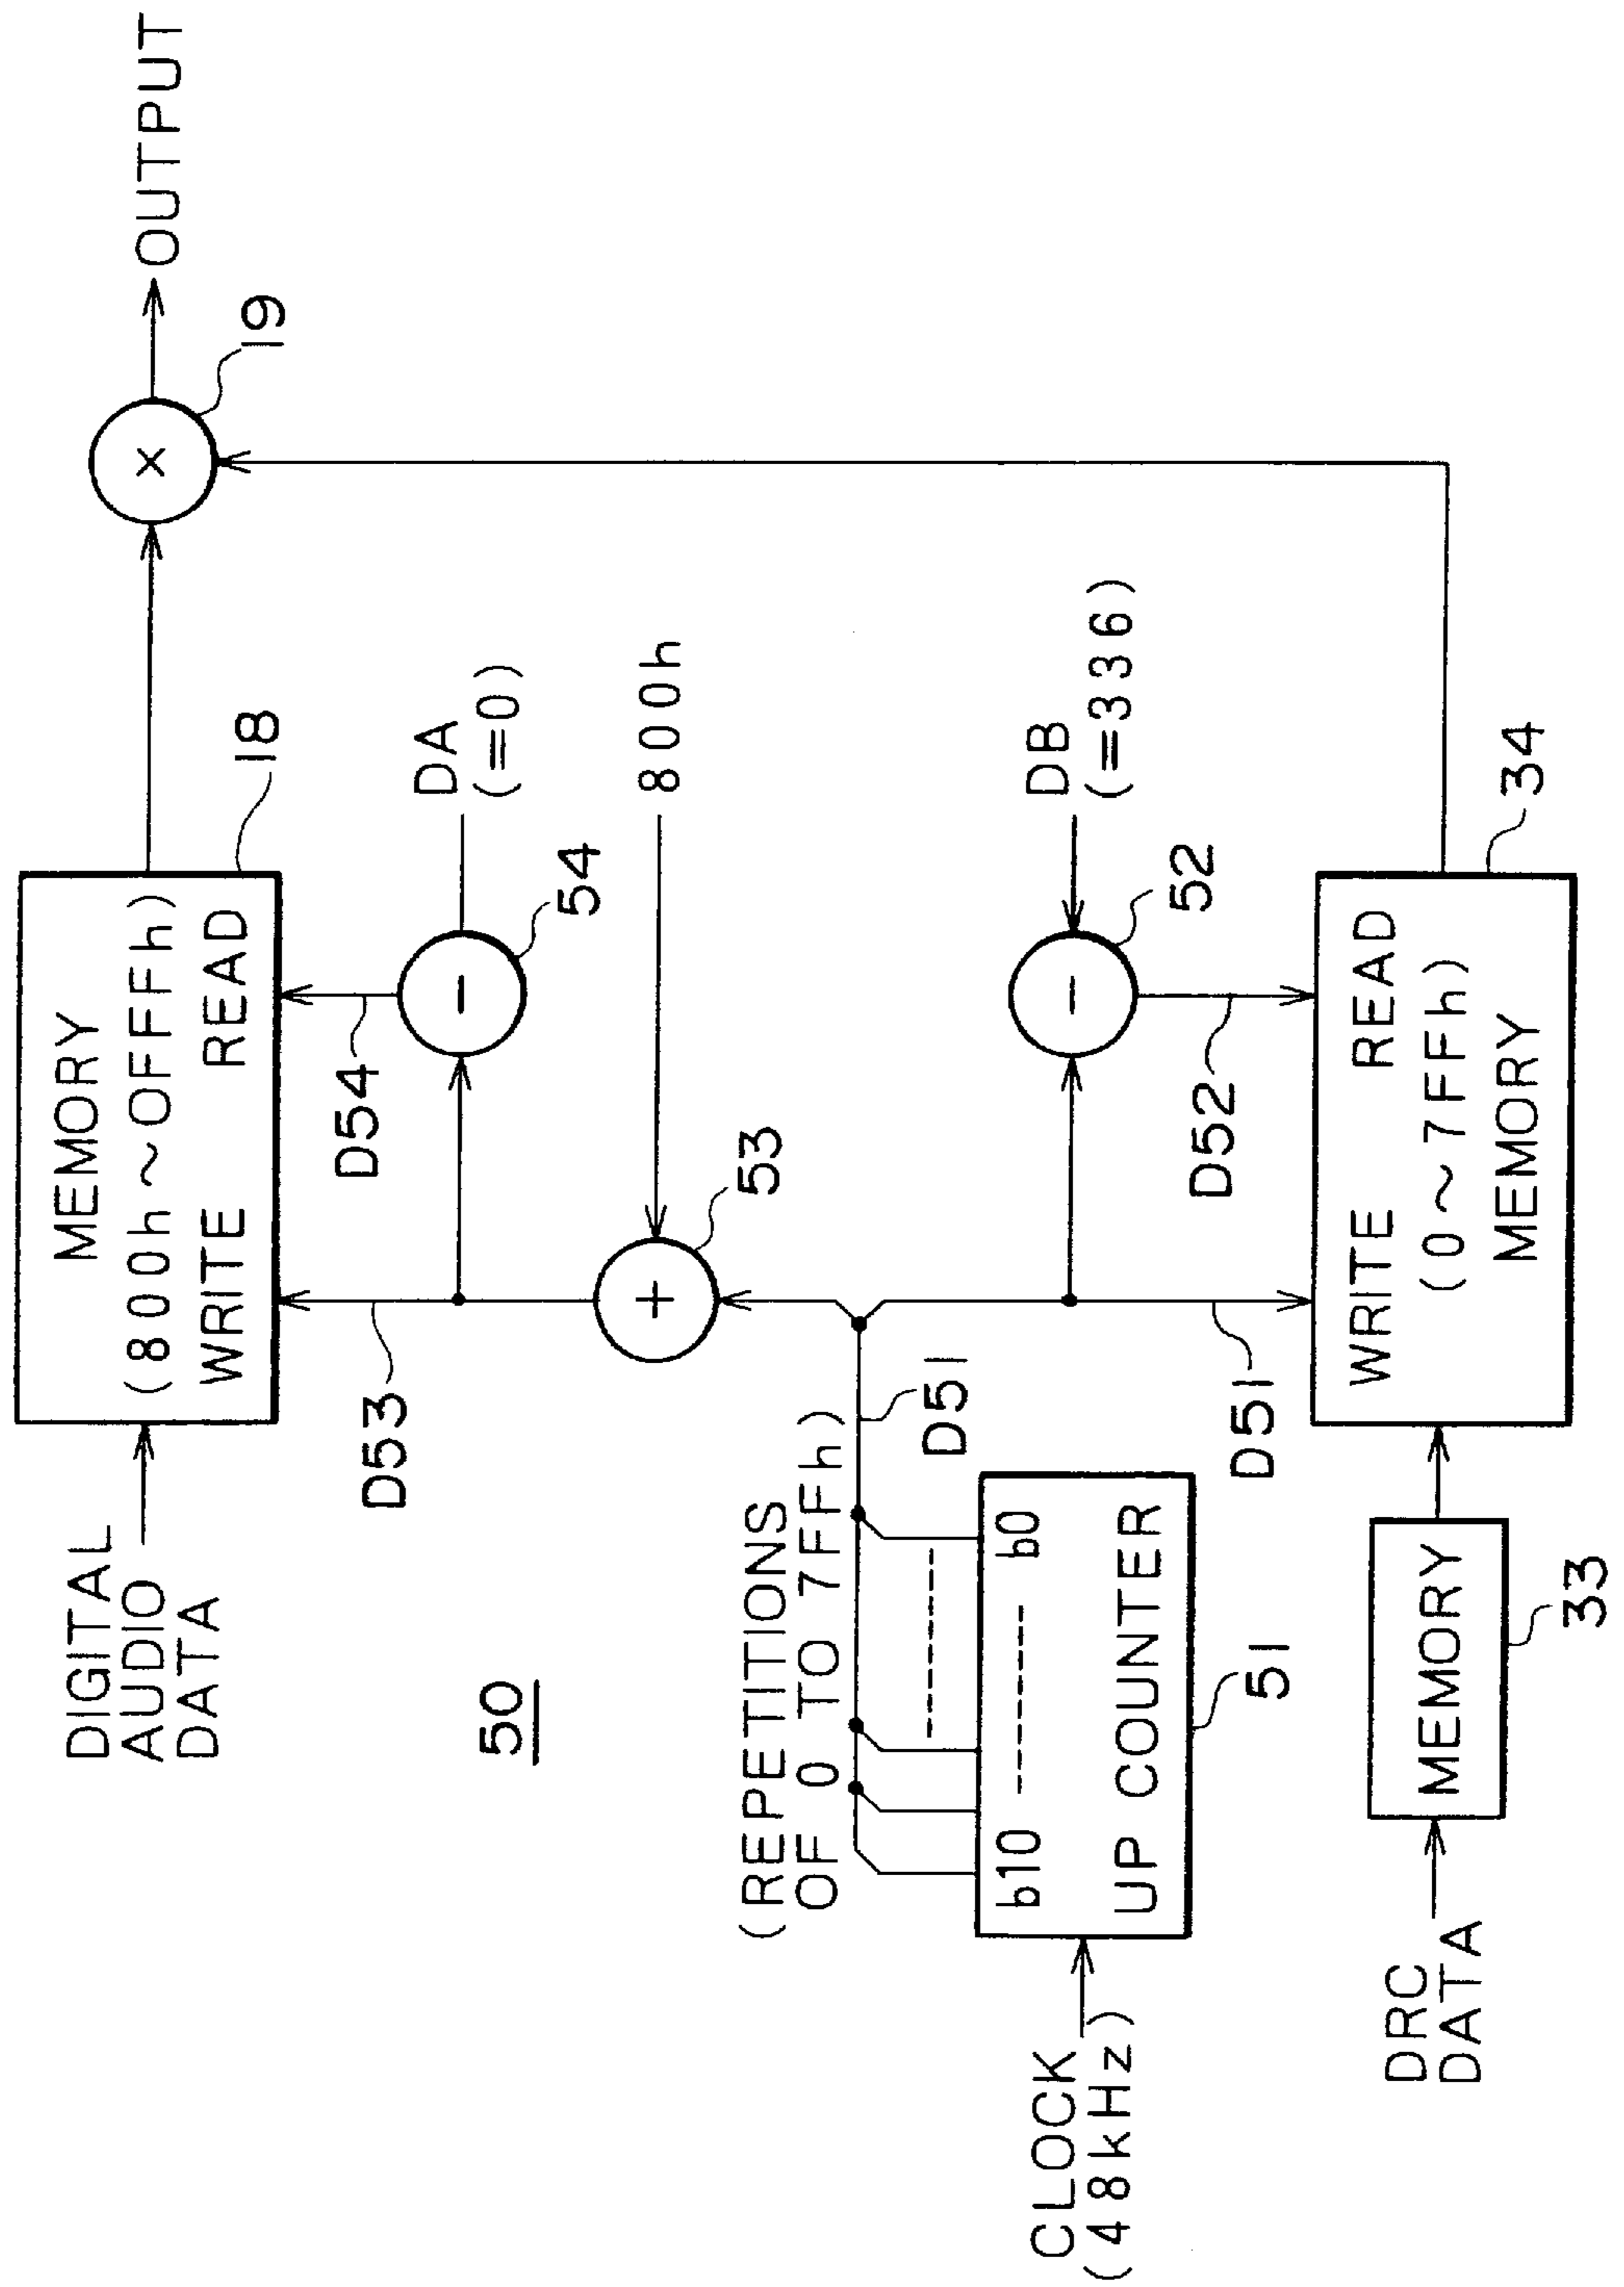 DIGITAL
AUDIO
DATA
MEMORY
(800h~0FFFh)
WRITE READ
18
19
OUTPUT
D53
D54
54
DA
(=0)
50
53
800h
(REPETITIONS
OF 0 TO 7FFh)
D51
b10 b0
UP COUNTER
51
CLOCK
(48kHz)
D51
D52
52
DB
(=336)
DRC
DATA
MEMORY
33
WRITE READ
(0~7FFh)
MEMORY
34